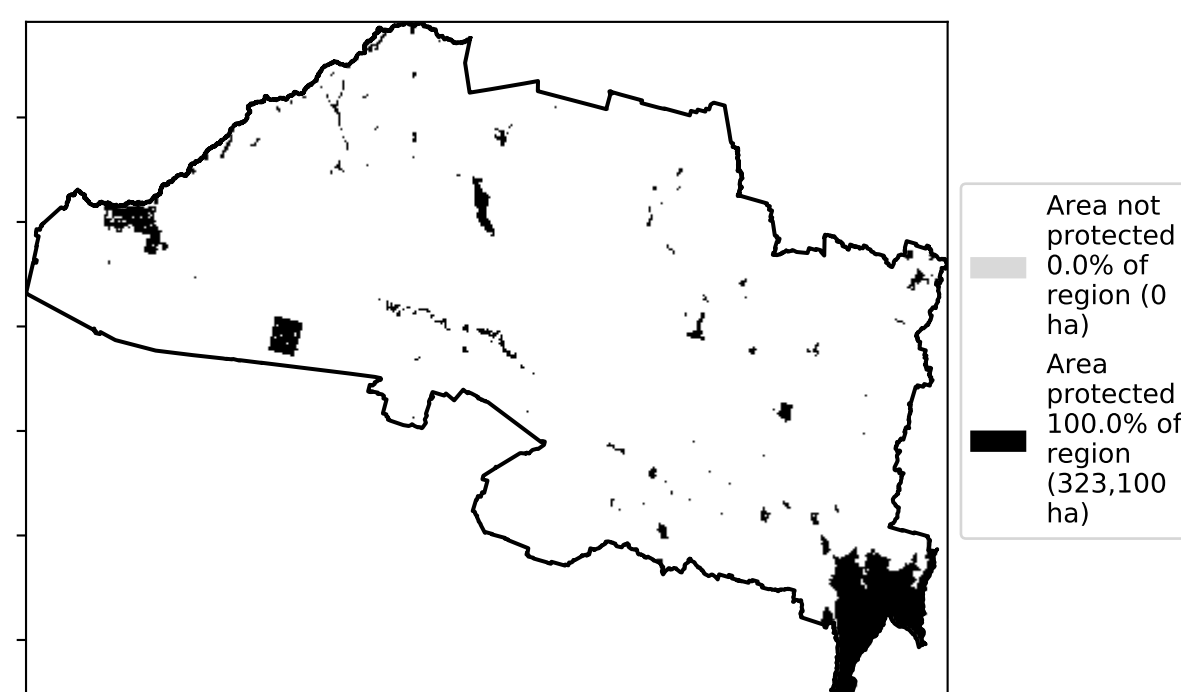 Area not
protected
0.0% of
region (0
ha)
Area
protected
100.0% of
region
(323,100
ha)